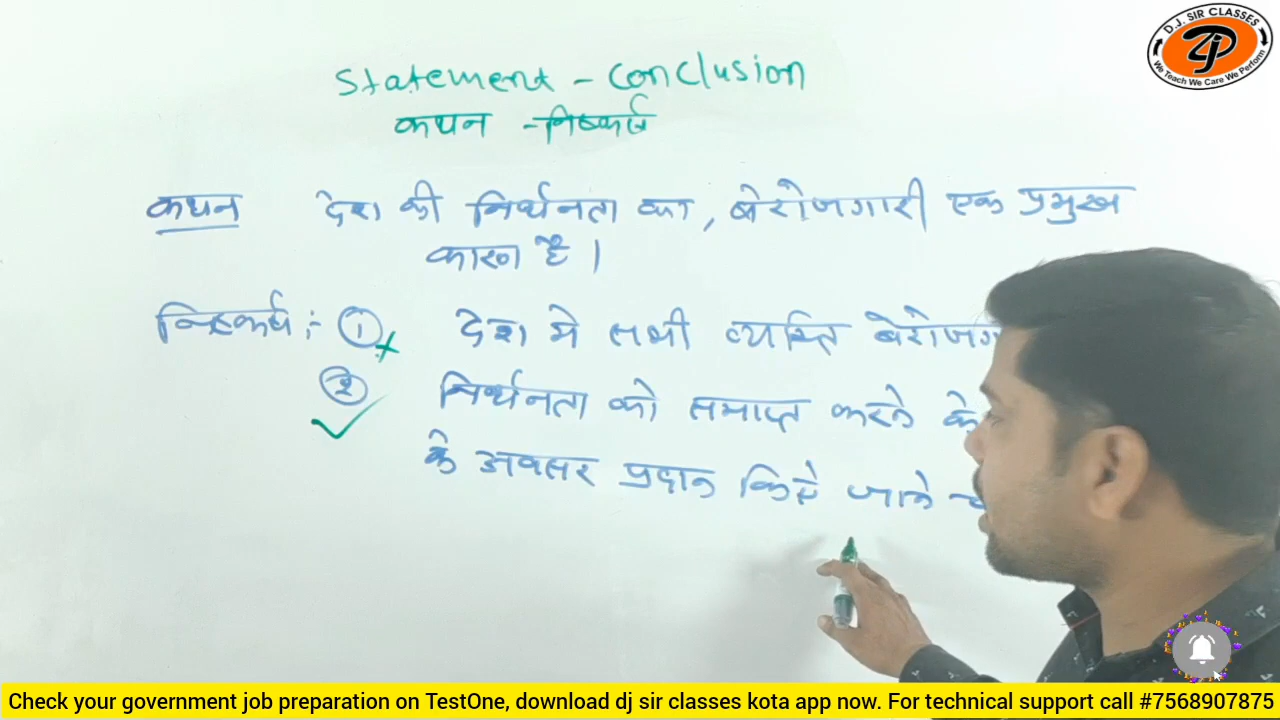 D.J. SIR CLASSES
We Teach We Care We Perform
Statement - Conclusion
कथन - निष्कर्ष
कथन देश की निर्धनता का, बेरोजगारी एक प्रमुख
कारण है।
निष्कर्ष :- ① देश मे सभी व्यक्ति
② निर्धनता को समाप्त करने के
के अवसर प्रदान किये जाने
Check your government job preparation on TestOne, download dj sir classes kota app now. For technical support call #7568907875